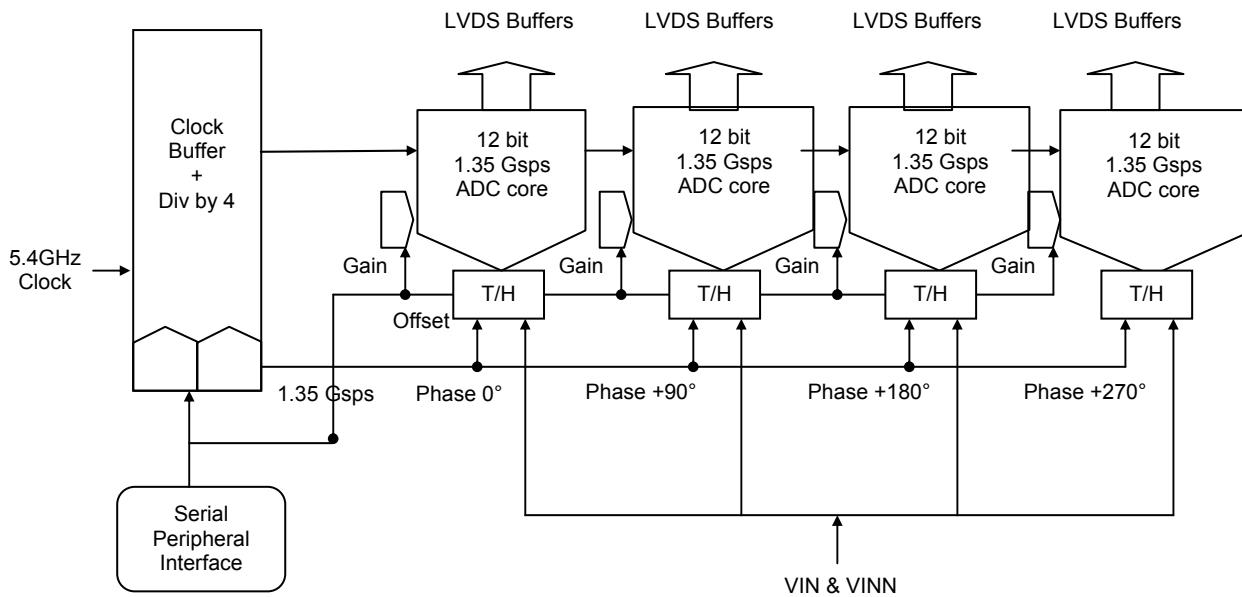 LVDS Buffers
LVDS Buffers
LVDS Buffers
LVDS Buffers
Clock
Buffer
+
Div by 4
12 bit
1.35 Gsps
ADC core
12 bit
1.35 Gsps
ADC core
12 bit
1.35 Gsps
ADC core
12 bit
1.35 Gsps
ADC core
5.4GHz
Clock
Gain
Gain
Gain
Gain
T/H
T/H
T/H
T/H
Offset
1.35 Gsps
Phase 0°
Phase +90°
Phase +180°
Phase +270°
Serial
Peripheral
Interface
VIN & VINN